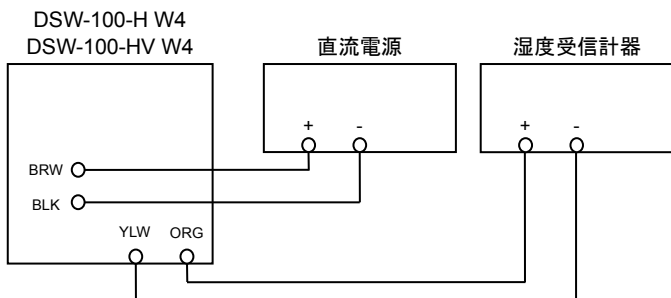 DSW-100-H W4
DSW-100-HV W4
直流電源
湿度受信計器
+ -
+ -
BRW
BLK
YLW ORG